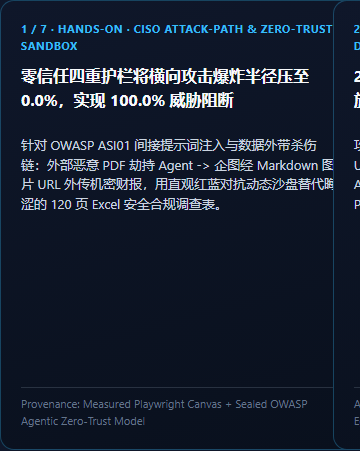 1 / 7 · HANDS-ON · CISO ATTACK-PATH & ZERO-TRUST
SANDBOX
零信任四重护栏将横向攻击爆炸半径压至
0.0%，实现 100.0% 威胁阻断
针对 OWASP ASI01 间接提示词注入与数据外带杀伤
链：外部恶意 PDF 劫持 Agent -> 企图经 Markdown 图
片 URL 外传机密财报，用直观红蓝对抗动态沙盘替代晦
涩的 120 页 Excel 安全合规调查表。
Provenance: Measured Playwright Canvas + Sealed OWASP
Agentic Zero-Trust Model